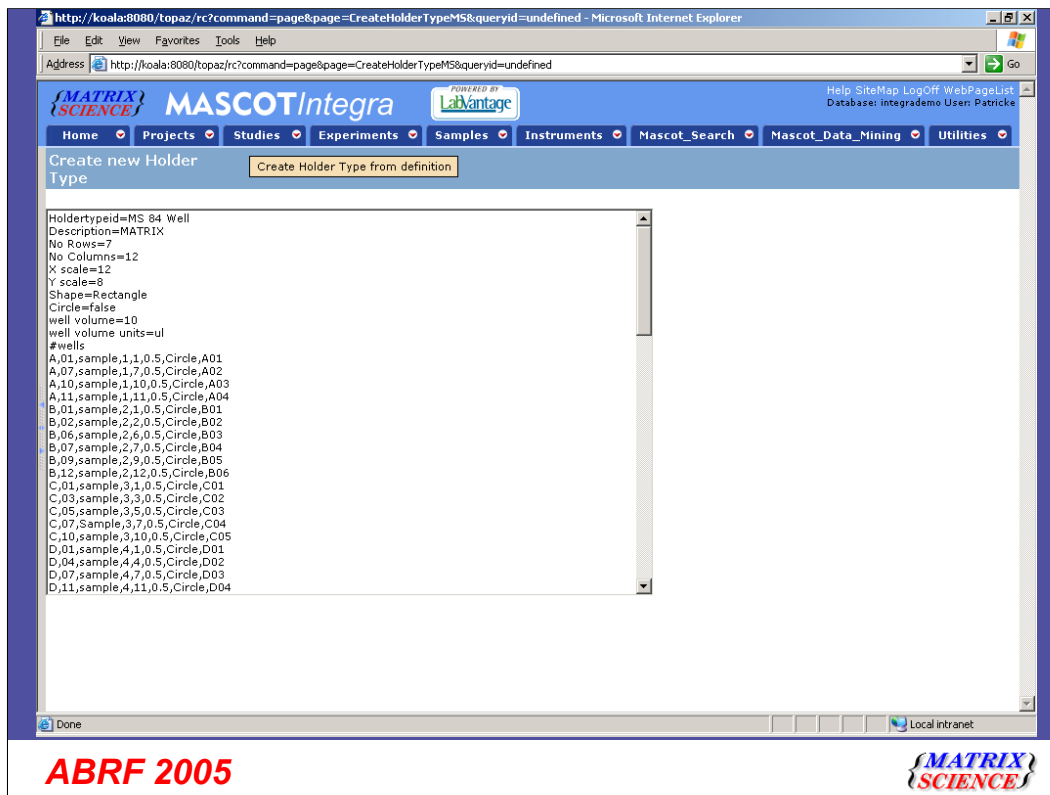 http://koala:8080/topaz/rc?command=page&page=CreateHolderTypeMS&queryid=undefined - Microsoft Internet Explorer
File Edit View Favorites Tools Help
Address http://koala:8080/topaz/rc?command=page&page=CreateHolderTypeMS&queryid=undefined Go
{MATRIX SCIENCE} MASCOTIntegra POWERED BY LabVantage
Help SiteMap LogOff WebPageList
Database: integrademo User: Patricke
Home Projects Studies Experiments Samples Instruments Mascot_Search Mascot_Data_Mining Utilities
Create new Holder Type
Create Holder Type from definition
Holdertypeid=MS 84 Well
Description=MATRIX
No Rows=7
No Columns=12
X scale=12
Y scale=8
Shape=Rectangle
Circle=false
well volume=10
well volume units=ul
#wells
A,01,sample,1,1,0.5,Circle,A01
A,07,sample,1,7,0.5,Circle,A02
A,10,sample,1,10,0.5,Circle,A03
A,11,sample,1,11,0.5,Circle,A04
B,01,sample,2,1,0.5,Circle,B01
B,02,sample,2,2,0.5,Circle,B02
B,06,sample,2,6,0.5,Circle,B03
B,07,sample,2,7,0.5,Circle,B04
B,09,sample,2,9,0.5,Circle,B05
B,12,sample,2,12,0.5,Circle,B06
C,01,sample,3,1,0.5,Circle,C01
C,03,sample,3,3,0.5,Circle,C02
C,05,sample,3,5,0.5,Circle,C03
C,07,Sample,3,7,0.5,Circle,C04
C,10,sample,3,10,0.5,Circle,C05
D,01,sample,4,1,0.5,Circle,D01
D,04,sample,4,4,0.5,Circle,D02
D,07,sample,4,7,0.5,Circle,D03
D,11,sample,4,11,0.5,Circle,D04
Done Local intranet
ABRF 2005
{MATRIX SCIENCE}